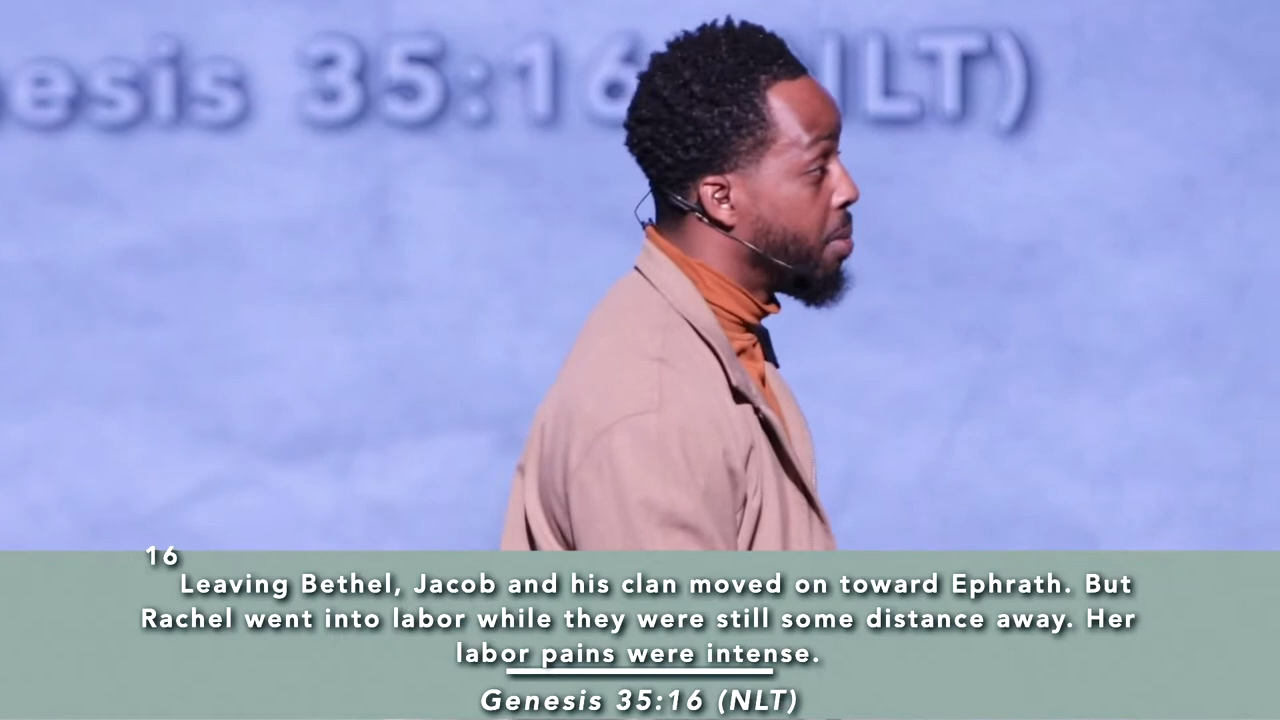 esis 35:16 LT)
16
Leaving Bethel, Jacob and his clan moved on toward Ephrath. But
Rachel went into labor while they were still some distance away. Her
labor pains were intense.
Genesis 35:16 (NLT)